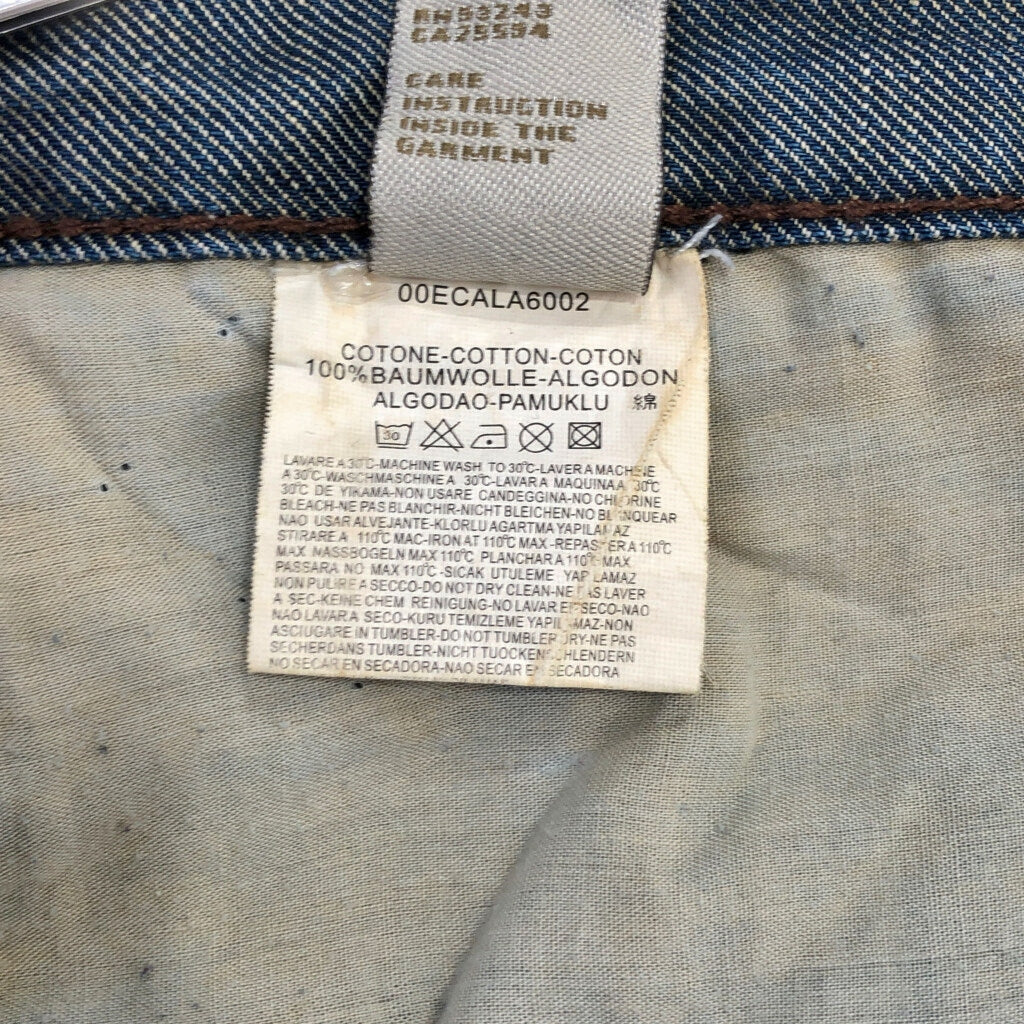 RN93243
CA25594
CARE
INSTRUCTION
INSIDE THE
GARMENT
00ECALA6002
COTONE-COTTON-COTON
100%BAUMWOLLE-ALGODON
ALGODAO-PAMUKLU 綿
30
LAVARE A 30℃-MACHINE WASH TO 30℃-LAVER A MACHSIE
A 30℃-WASCHMASCHINE A 30℃-LAVAR A MAQUINA A 30℃
30℃ DE YIKAMA-NON USARE CANDEGGINA-NO CHLORINE
BLEACH-NE PAS BLANCHIR-NICHT BLEICHEN-NO BLANQUEAR
NAO USAR ALVEJANTE-KLORLU AGARTMA YAPILAMAZ
STIRARE A 110℃ MAC-IRON AT 110℃ MAX-REPASSER A 110℃
MAX NASSBOGELN MAX 110℃ PLANCHAR A 110℃ MAX
PASSARA NO MAX 110℃-SICAK UTULEME YAPILAMAZ
NON PULIRE A SECCO-DO NOT DRY CLEAN-NE PAS LAVER
A SEC-KEINE CHEM REINIGUNG-NO LAVAR EN SECO-NAO
NAO LAVAR A SECO-KURU TEMIZLEME YAPILAMAZ-NON
ASCIUGARE IN TUMBLER-DO NOT TUMBLER DRY-NE PAS
SECHERDANS TUMBLER-NICHT TUOCKENSCHLENDERN
NO SECAR EN SECADORA-NAO SECAR EN SECADORA